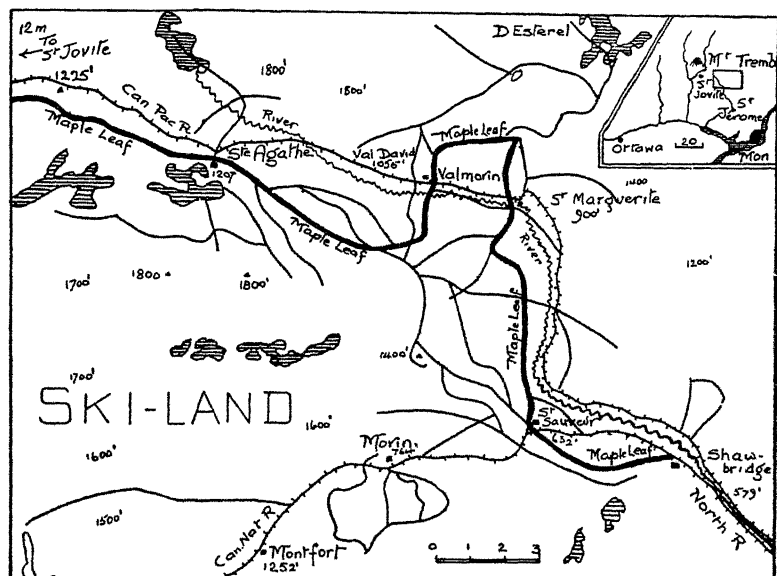 12m
To
St Jovite
1225'
Can Pac R
Maple Leaf
1800'
1800'
River
D Esterel
Maple Leaf
Ste Agathe
1207
Val David
1056'
Valmorin
St Marguerite
900'
1400
1200'
River
Maple Leaf
Maple Leaf
1700'
1800'
1800'
1700'
1400'
SKI-LAND
1600'
1600'
1500'
Morin
764'
St Sauveur
632'
Maple Leaf
Shaw-
bridge
579'
North R
Can. Nat R
Montfort
1252'
0 1 2 3
Mt Tremb
St
Jovite
St
Jerome
Ottawa
20
Mon